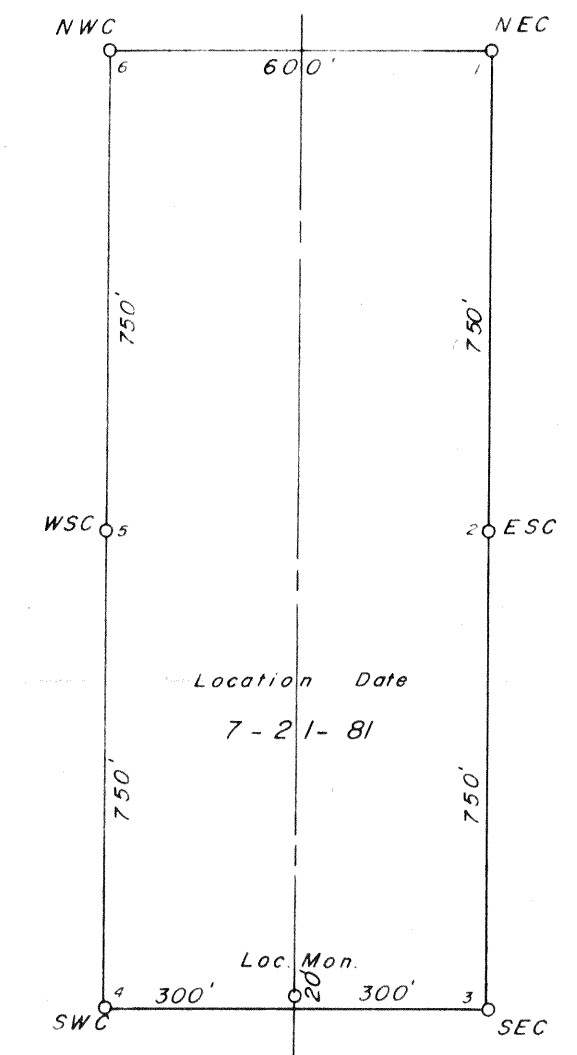 NWC NEC
6 600' 1
750' 750'
WSC 5 2 ESC
Location Date
7-21-81
750' 750'
Loc. Mon.
4 300' 20' 300' 3
SWC SEC